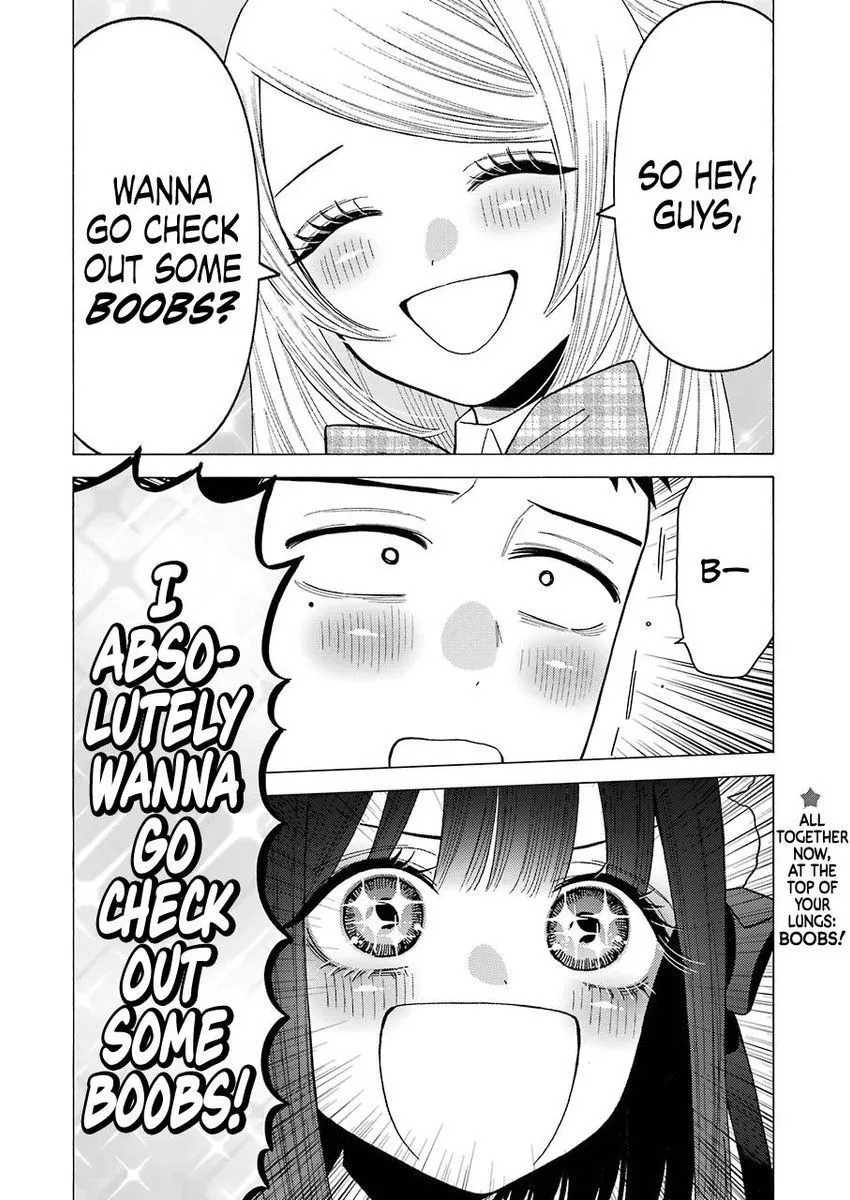 SO HEY,
GUYS,
WANNA
GO CHECK
OUT SOME
BOOBS?
B—
I
ABSO-
LUTELY
WANNA
GO
CHECK
OUT
SOME
BOOBS!
ALL
TOGETHER
NOW,
AT THE
TOP OF
YOUR
LUNGS:
BOOBS!